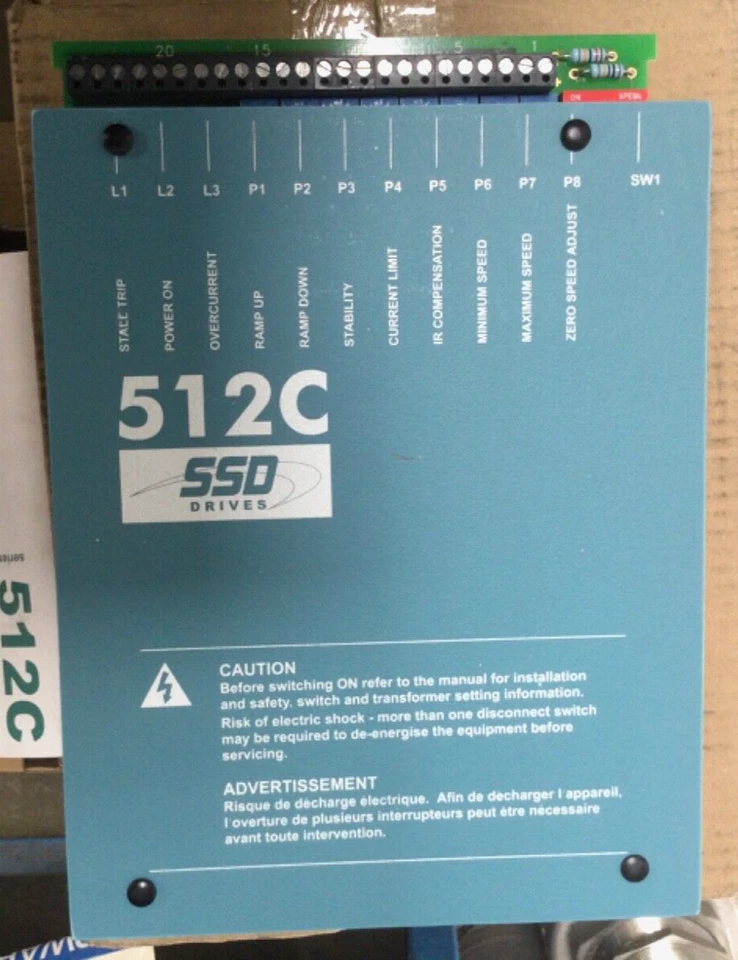 20 15 5 1
ON
L1 L2 L3 P1 P2 P3 P4 P5 P6 P7 P8 SW1
STALL TRIP
POWER ON
OVERCURRENT
RAMP UP
RAMP DOWN
STABILITY
CURRENT LIMIT
IR COMPENSATION
MINIMUM SPEED
MAXIMUM SPEED
ZERO SPEED ADJUST
512C
SSD
DRIVES
series
512C
CAUTION
Before switching ON refer to the manual for installation
and safety, switch and transformer setting information.
Risk of electric shock - more than one disconnect switch
may be required to de-energise the equipment before
servicing.
ADVERTISSEMENT
Risque de décharge électrique. Afin de decharger l appareil,
l overture de plusieurs interrupteurs peut être nécessaire
avant toute intervention.